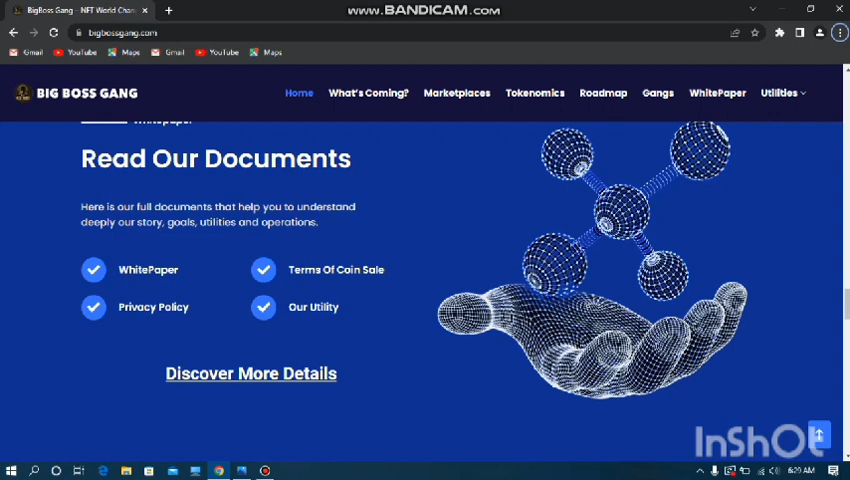 www.BANDICAM.com
BigBoss Gang - NFT World Chan
bigbossgang.com
Gmail YouTube Maps Gmail YouTube Maps
BIG BOSS GANG Home What's Coming? Marketplaces Tokenomics Roadmap Gangs WhitePaper Utilities
Whitepaper
Read Our Documents
Here is our full documents that help you to understand
deeply our story, goals, utilities and operations.
WhitePaper Terms Of Coin Sale
Privacy Policy Our Utility
Discover More Details
InShOt
6:29 AM